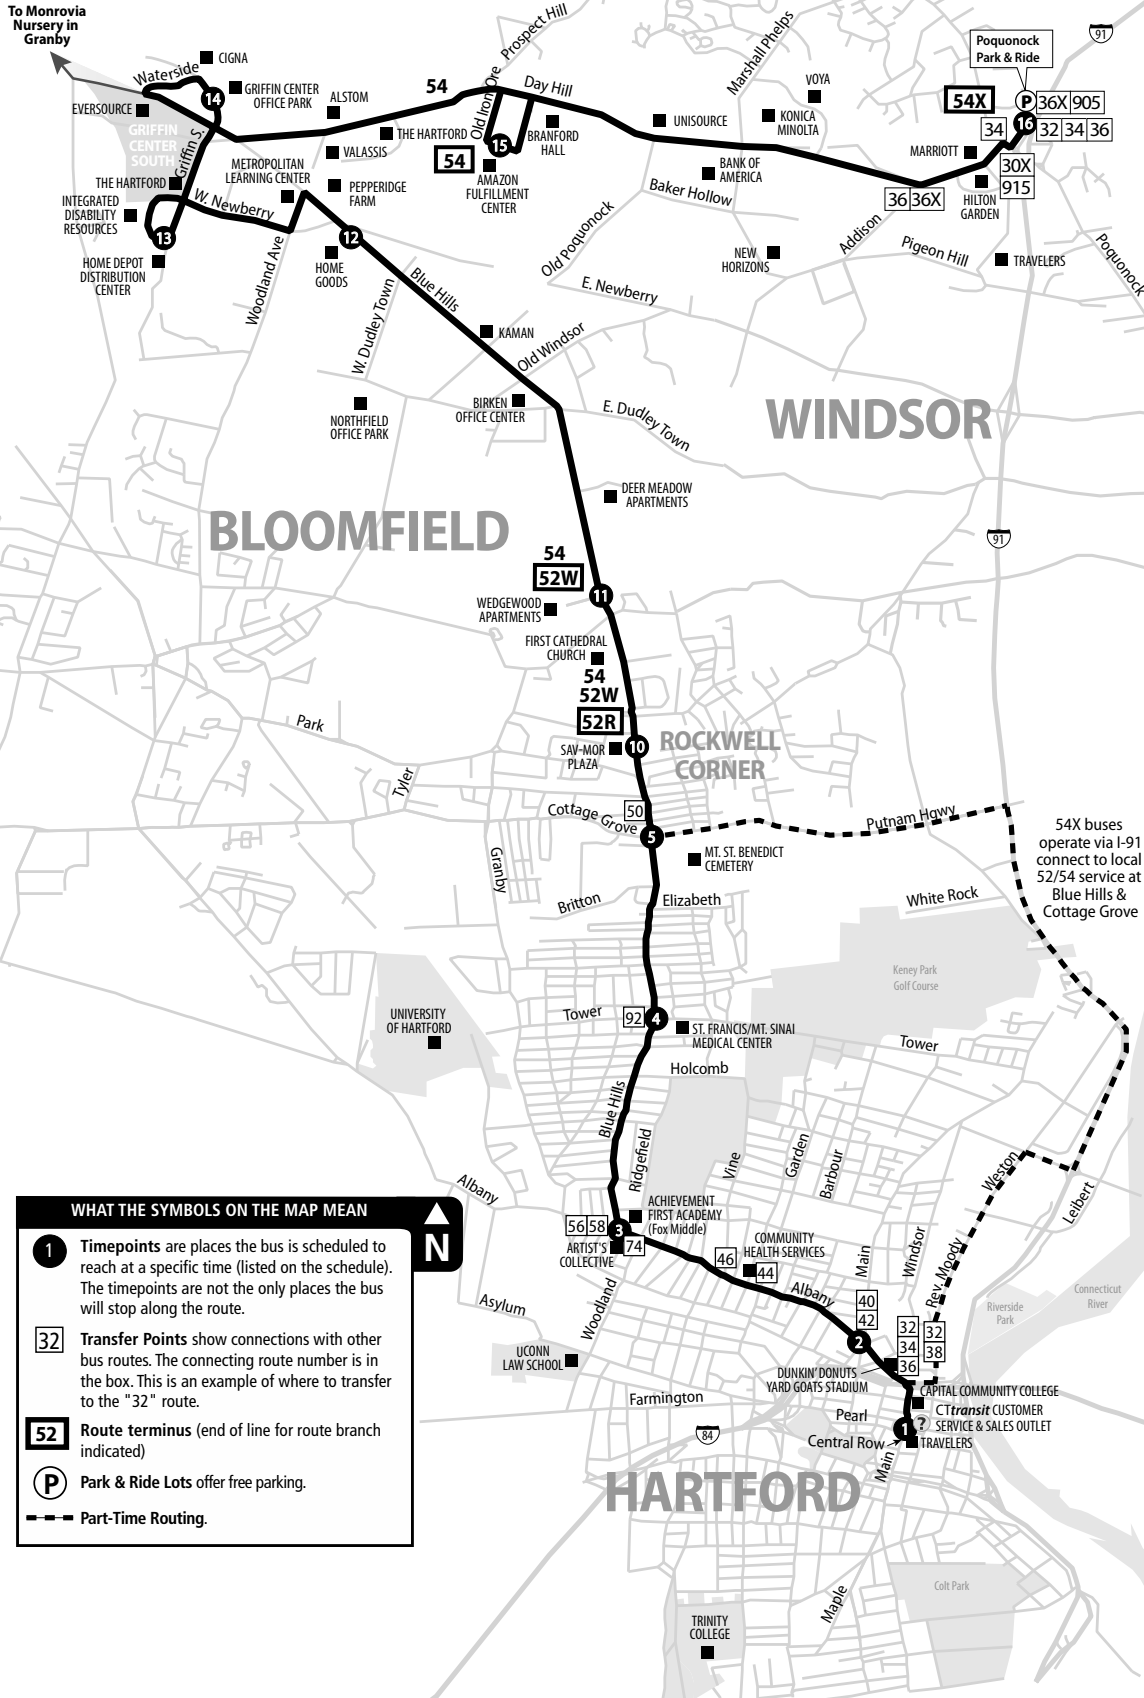 To Monrovia
Nursery in
Granby
CIGNA
Waterside
14
GRIFFIN CENTER
OFFICE PARK
EVERSOURCE
GRIFFIN
CENTER
SOUTH
Griffin S.
ALSTOM
54
THE HARTFORD
VALASSIS
Old Iron Ore
Prospect Hill
Day Hill
15
54
BRANFORD
HALL
AMAZON
FULFILLMENT
CENTER
UNISOURCE
Marshall Phelps
VOYA
KONICA
MINOLTA
BANK OF
AMERICA
Baker Hollow
91
Poquonock
Park & Ride
54X
P
36X 905
16
34
32 34 36
MARRIOTT
30X
915
36 36X
HILTON
GARDEN
METROPOLITAN
LEARNING CENTER
PEPPERIDGE
FARM
THE HARTFORD
W. Newberry
INTEGRATED
DISABILITY
RESOURCES
13
HOME DEPOT
DISTRIBUTION
CENTER
Woodland Ave
12
HOME
GOODS
Blue Hills
W. Dudley Town
Old Poquonock
NEW
HORIZONS
Addison
Pigeon Hill
TRAVELERS
Poquonock
E. Newberry
KAMAN
Old Windsor
NORTHFIELD
OFFICE PARK
BIRKEN
OFFICE CENTER
E. Dudley Town
WINDSOR
DEER MEADOW
APARTMENTS
BLOOMFIELD
91
54
52W
11
WEDGEWOOD
APARTMENTS
FIRST CATHEDRAL
CHURCH
54
52W
52R
10
SAV-MOR
PLAZA
ROCKWELL
CORNER
Park
Tyler
50
Cottage Grove
5
Putnam Hgwy
54X buses
operate via I-91
connect to local
52/54 service at
Blue Hills &
Cottage Grove
Granby
MT. ST. BENEDICT
CEMETERY
Britton
Elizabeth
White Rock
Keney Park
Golf Course
UNIVERSITY
OF HARTFORD
Tower
92
4
ST. FRANCIS/MT. SINAI
MEDICAL CENTER
Tower
Holcomb
Blue Hills
Ridgefield
Vine
Garden
Barbour
Weston
Leibert
Albany
ACHIEVEMENT
FIRST ACADEMY
(Fox Middle)
56 58
3
74
ARTIST'S
COLLECTIVE
46
COMMUNITY
HEALTH SERVICES
44
Albany
Main
Windsor
Rev. Moody
Connecticut
River
Riverside
Park
40
42
2
32
34
36
32
38
Woodland
Asylum
UCONN
LAW SCHOOL
DUNKIN' DONUTS
YARD GOATS STADIUM
CAPITAL COMMUNITY COLLEGE
Farmington
Pearl
CTtransit CUSTOMER
SERVICE & SALES OUTLET
?
1
Central Row
TRAVELERS
84
Main
HARTFORD
Colt Park
Maple
TRINITY
COLLEGE
WHAT THE SYMBOLS ON THE MAP MEAN
N
1
Timepoints are places the bus is scheduled to
reach at a specific time (listed on the schedule).
The timepoints are not the only places the bus
will stop along the route.
32
Transfer Points show connections with other
bus routes. The connecting route number is in
the box. This is an example of where to transfer
to the "32" route.
52
Route terminus (end of line for route branch
indicated)
P
Park & Ride Lots offer free parking.
Part-Time Routing.